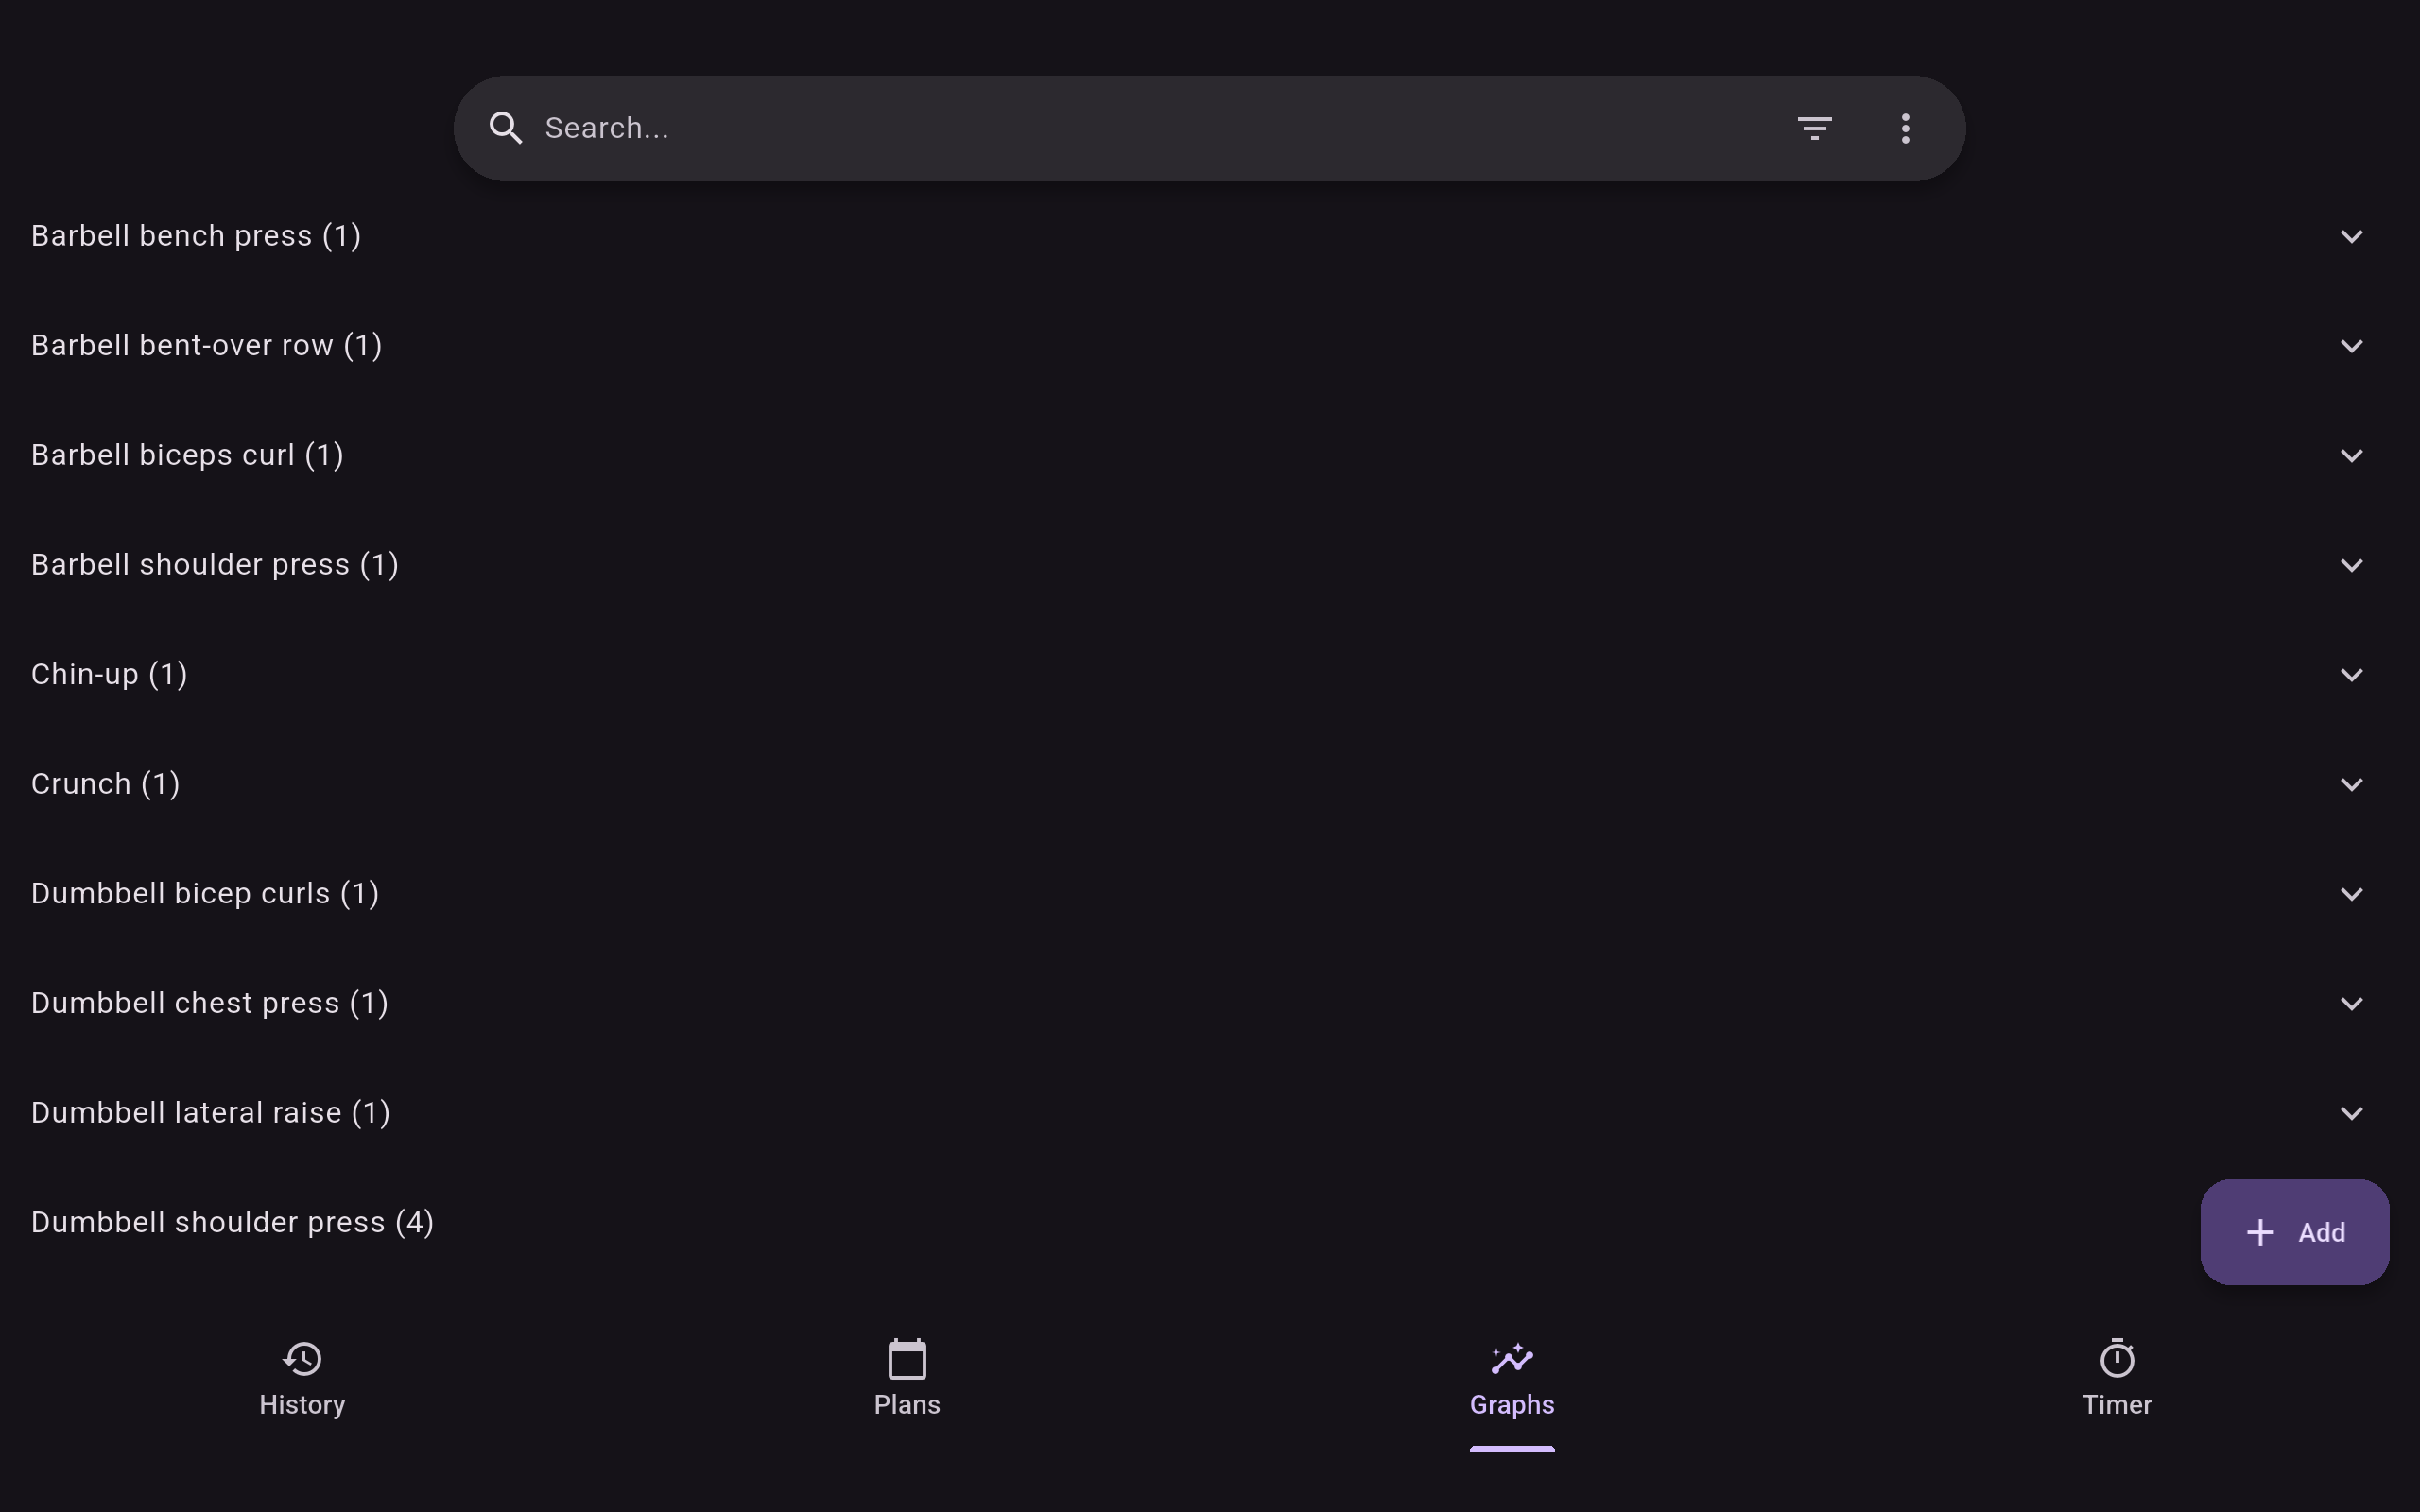 Search...
Barbell bench press (1)
Barbell bent-over row (1)
Barbell biceps curl (1)
Barbell shoulder press (1)
Chin-up (1)
Crunch (1)
Dumbbell bicep curls (1)
Dumbbell chest press (1)
Dumbbell lateral raise (1)
Dumbbell shoulder press (4)
Add
History
Plans
Graphs
Timer